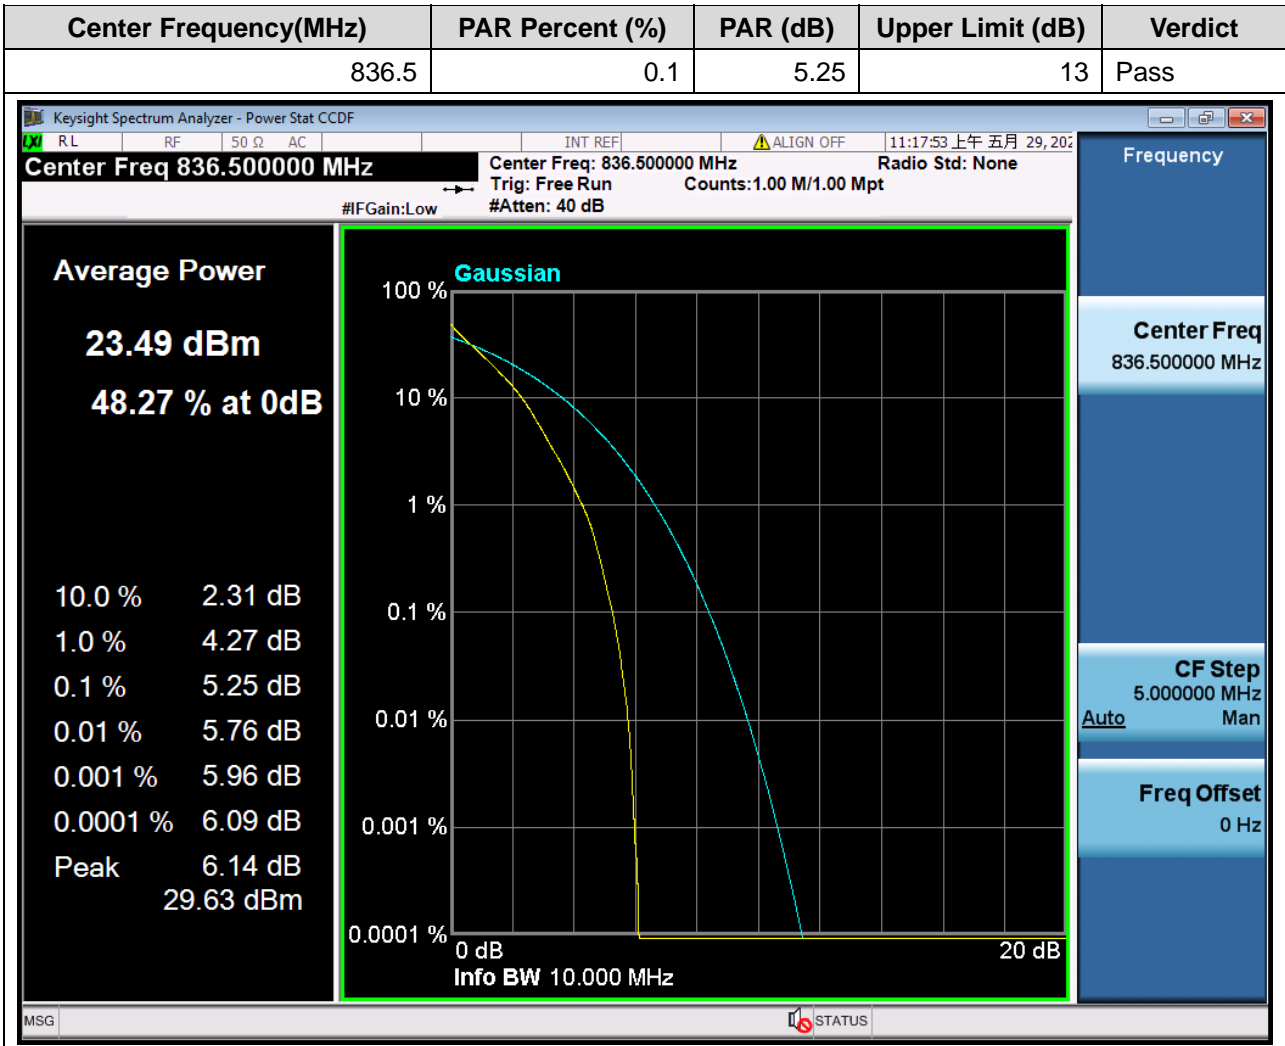 Center Frequency(MHz) PAR Percent (%) PAR (dB) Upper Limit (dB) Verdict
836.5 0.1 5.25 13 Pass
Keysight Spectrum Analyzer - Power Stat CCDF
LXI RL RF 50 Ω AC INT REF ALIGN OFF 11:17:53 上午 五月 29, 202
Center Freq 836.500000 MHz
Center Freq: 836.500000 MHz Radio Std: None
Trig: Free Run Counts:1.00 M/1.00 Mpt
#IFGain:Low #Atten: 40 dB
Frequency
Average Power
23.49 dBm
48.27 % at 0dB
10.0 % 2.31 dB
1.0 % 4.27 dB
0.1 % 5.25 dB
0.01 % 5.76 dB
0.001 % 5.96 dB
0.0001 % 6.09 dB
Peak 6.14 dB
29.63 dBm
Gaussian
100 %
10 %
1 %
0.1 %
0.01 %
0.001 %
0.0001 %
0 dB 20 dB
Info BW 10.000 MHz
Center Freq
836.500000 MHz
CF Step
5.000000 MHz
Auto Man
Freq Offset
0 Hz
MSG STATUS